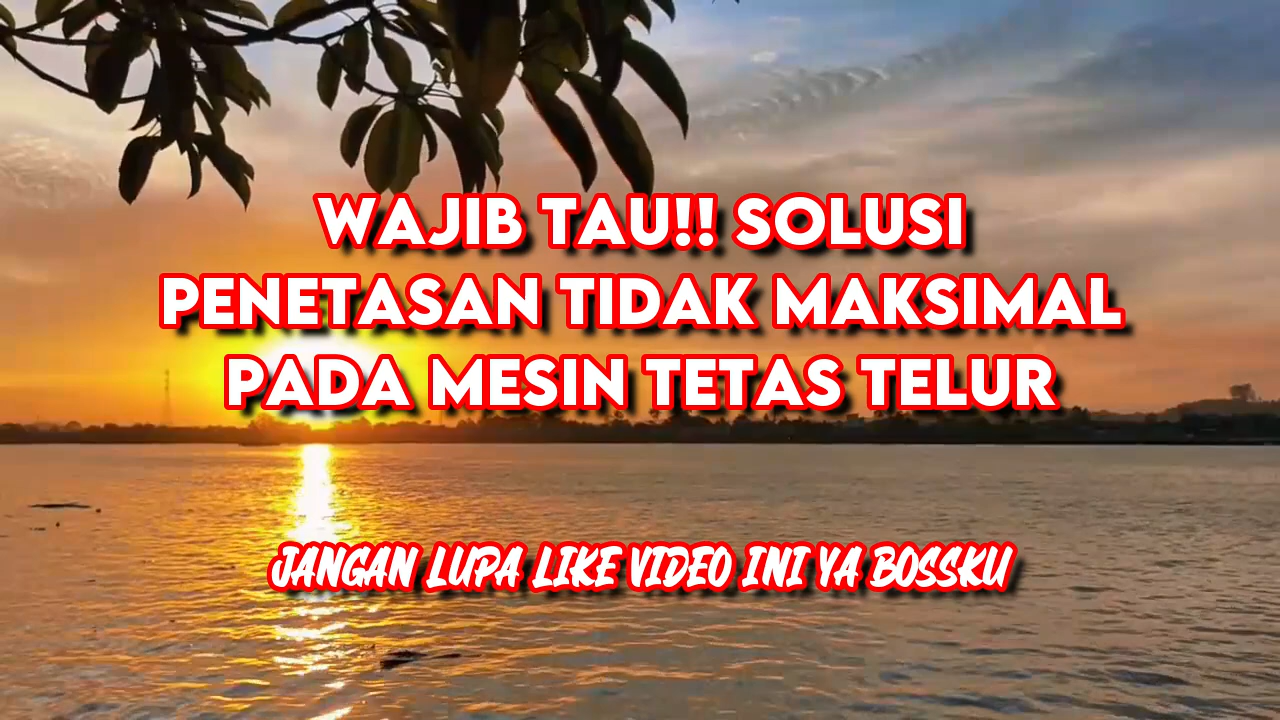 WAJIB TAU!! SOLUSI
PENETASAN TIDAK MAKSIMAL
PADA MESIN TETAS TELUR
JANGAN LUPA LIKE VIDEO INI YA BOSSKU